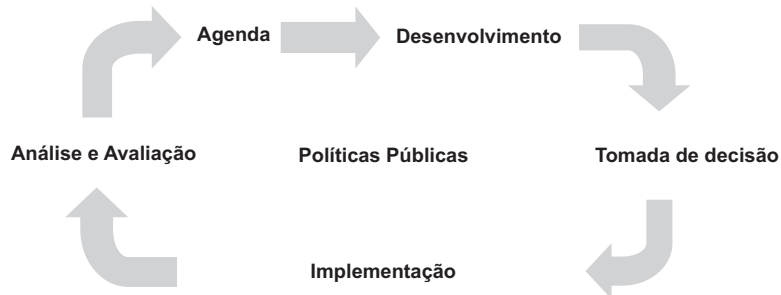 Agenda
Desenvolvimento
Análise e Avaliação
Políticas Públicas
Tomada de decisão
Implementação